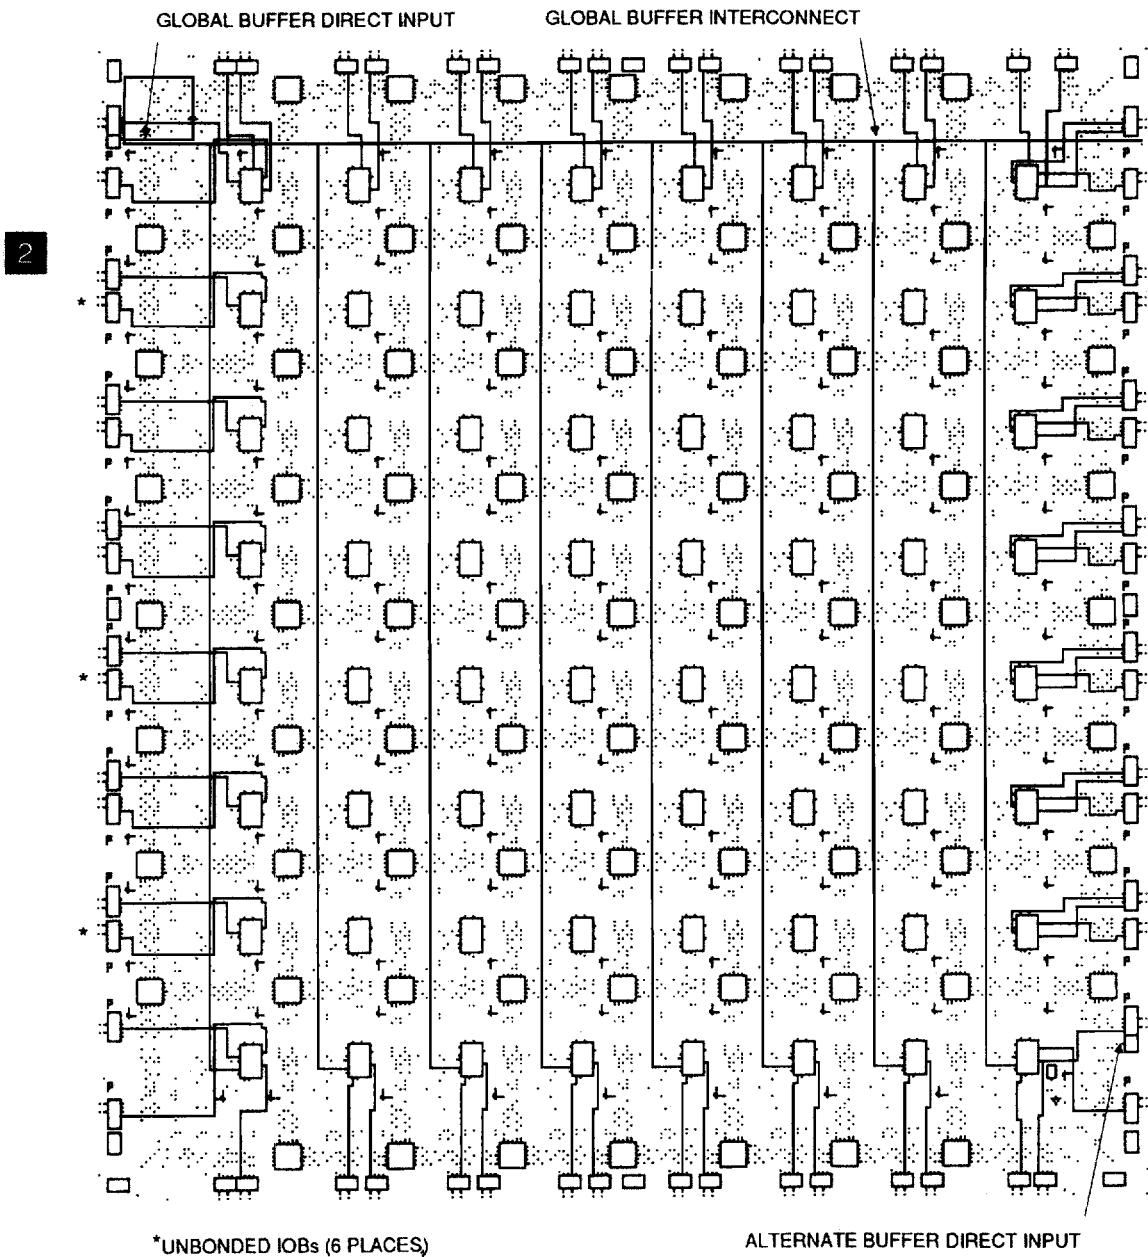 GLOBAL BUFFER DIRECT INPUT
GLOBAL BUFFER INTERCONNECT
2
*
*
*
*UNBONDED IOBs (6 PLACES)
ALTERNATE BUFFER DIRECT INPUT